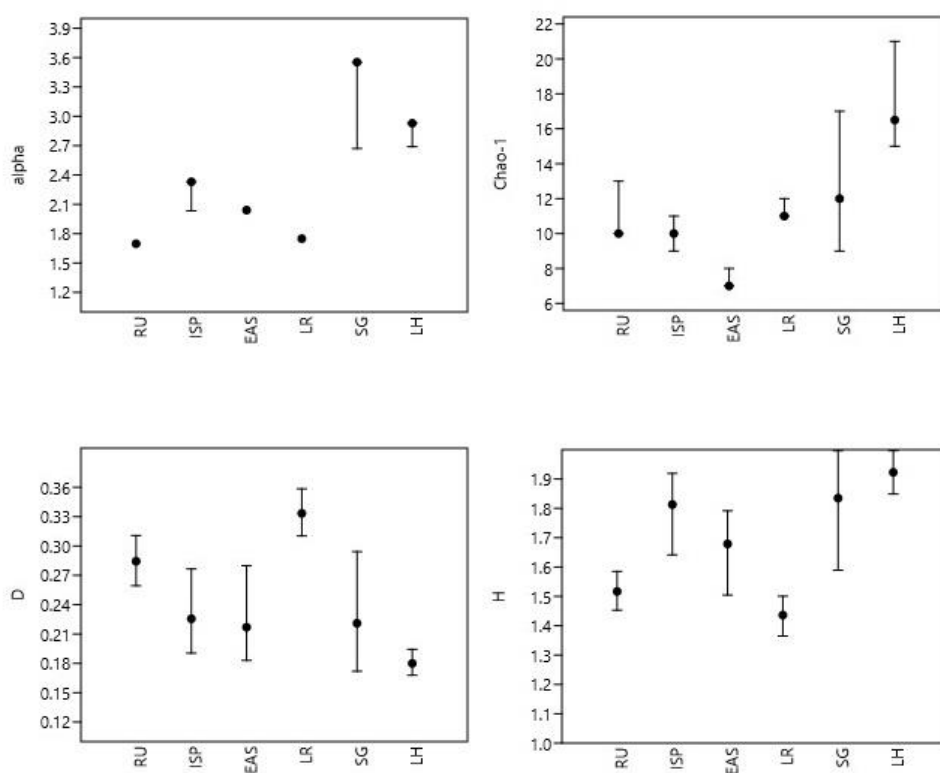 alpha
3.9
3.6
3.3
3.0
2.7
2.4
2.1
1.8
1.5
1.2
RU
ISP
EAS
LR
SG
LH
Chao-1
22
20
18
16
14
12
10
8
6
RU
ISP
EAS
LR
SG
LH
D
0.36
0.33
0.30
0.27
0.24
0.21
0.18
0.15
0.12
RU
ISP
EAS
LR
SG
LH
H
1.9
1.8
1.7
1.6
1.5
1.4
1.3
1.2
1.1
1.0
RU
ISP
EAS
LR
SG
LH